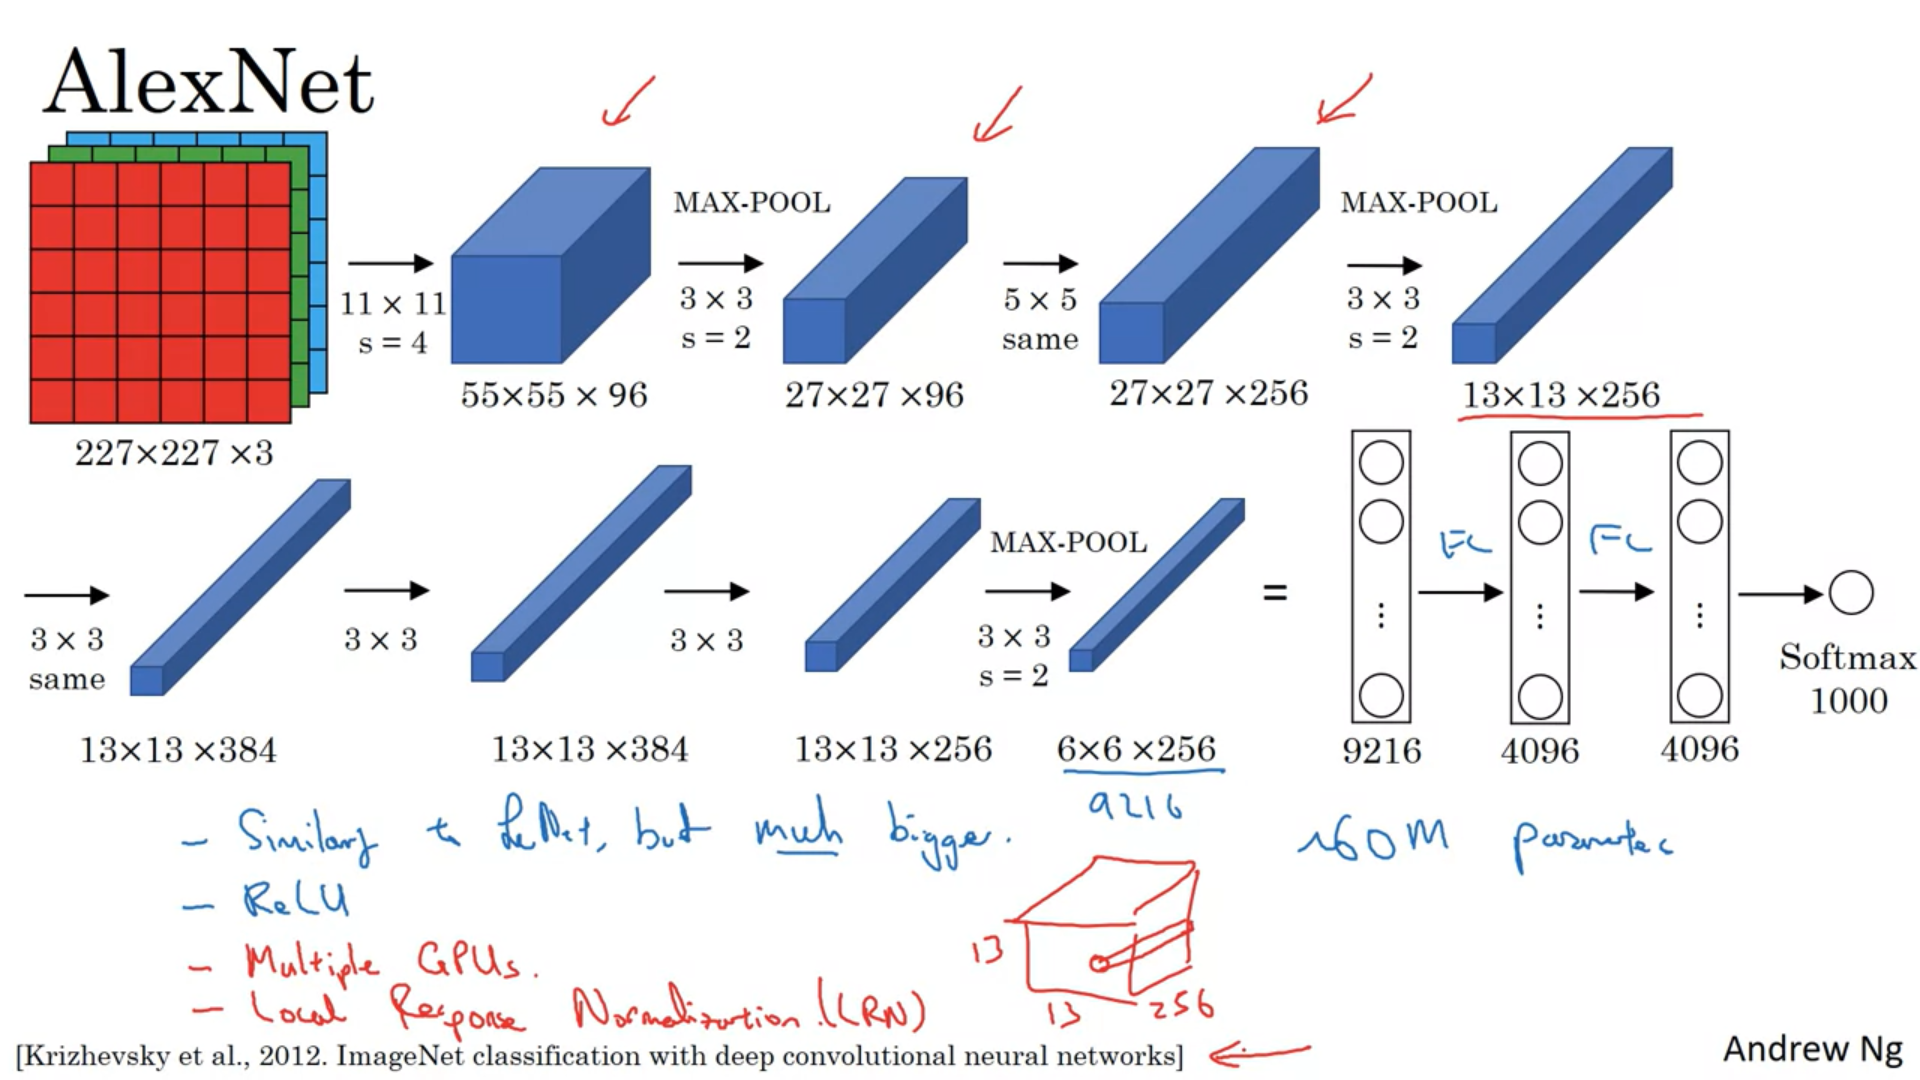 AlexNet
MAX-POOL
MAX-POOL
11 × 11
s = 4
3 × 3
s = 2
5 × 5
same
3 × 3
s = 2
227×227 ×3
55×55 × 96
27×27 ×96
27×27 ×256
13×13 ×256
MAX-POOL
FC
FC
3 × 3
same
3 × 3
3 × 3
3 × 3
s = 2
=
Softmax
1000
13×13 ×384
13×13 ×384
13×13 ×256
6×6 ×256
9216
4096
4096
9216
- Similarity to LeNet, but much bigger.
~60M parameters
- ReLU
- Multiple GPUs.
- Local Response Normalization (LRN)
13
13
256
[Krizhevsky et al., 2012. ImageNet classification with deep convolutional neural networks]
Andrew Ng